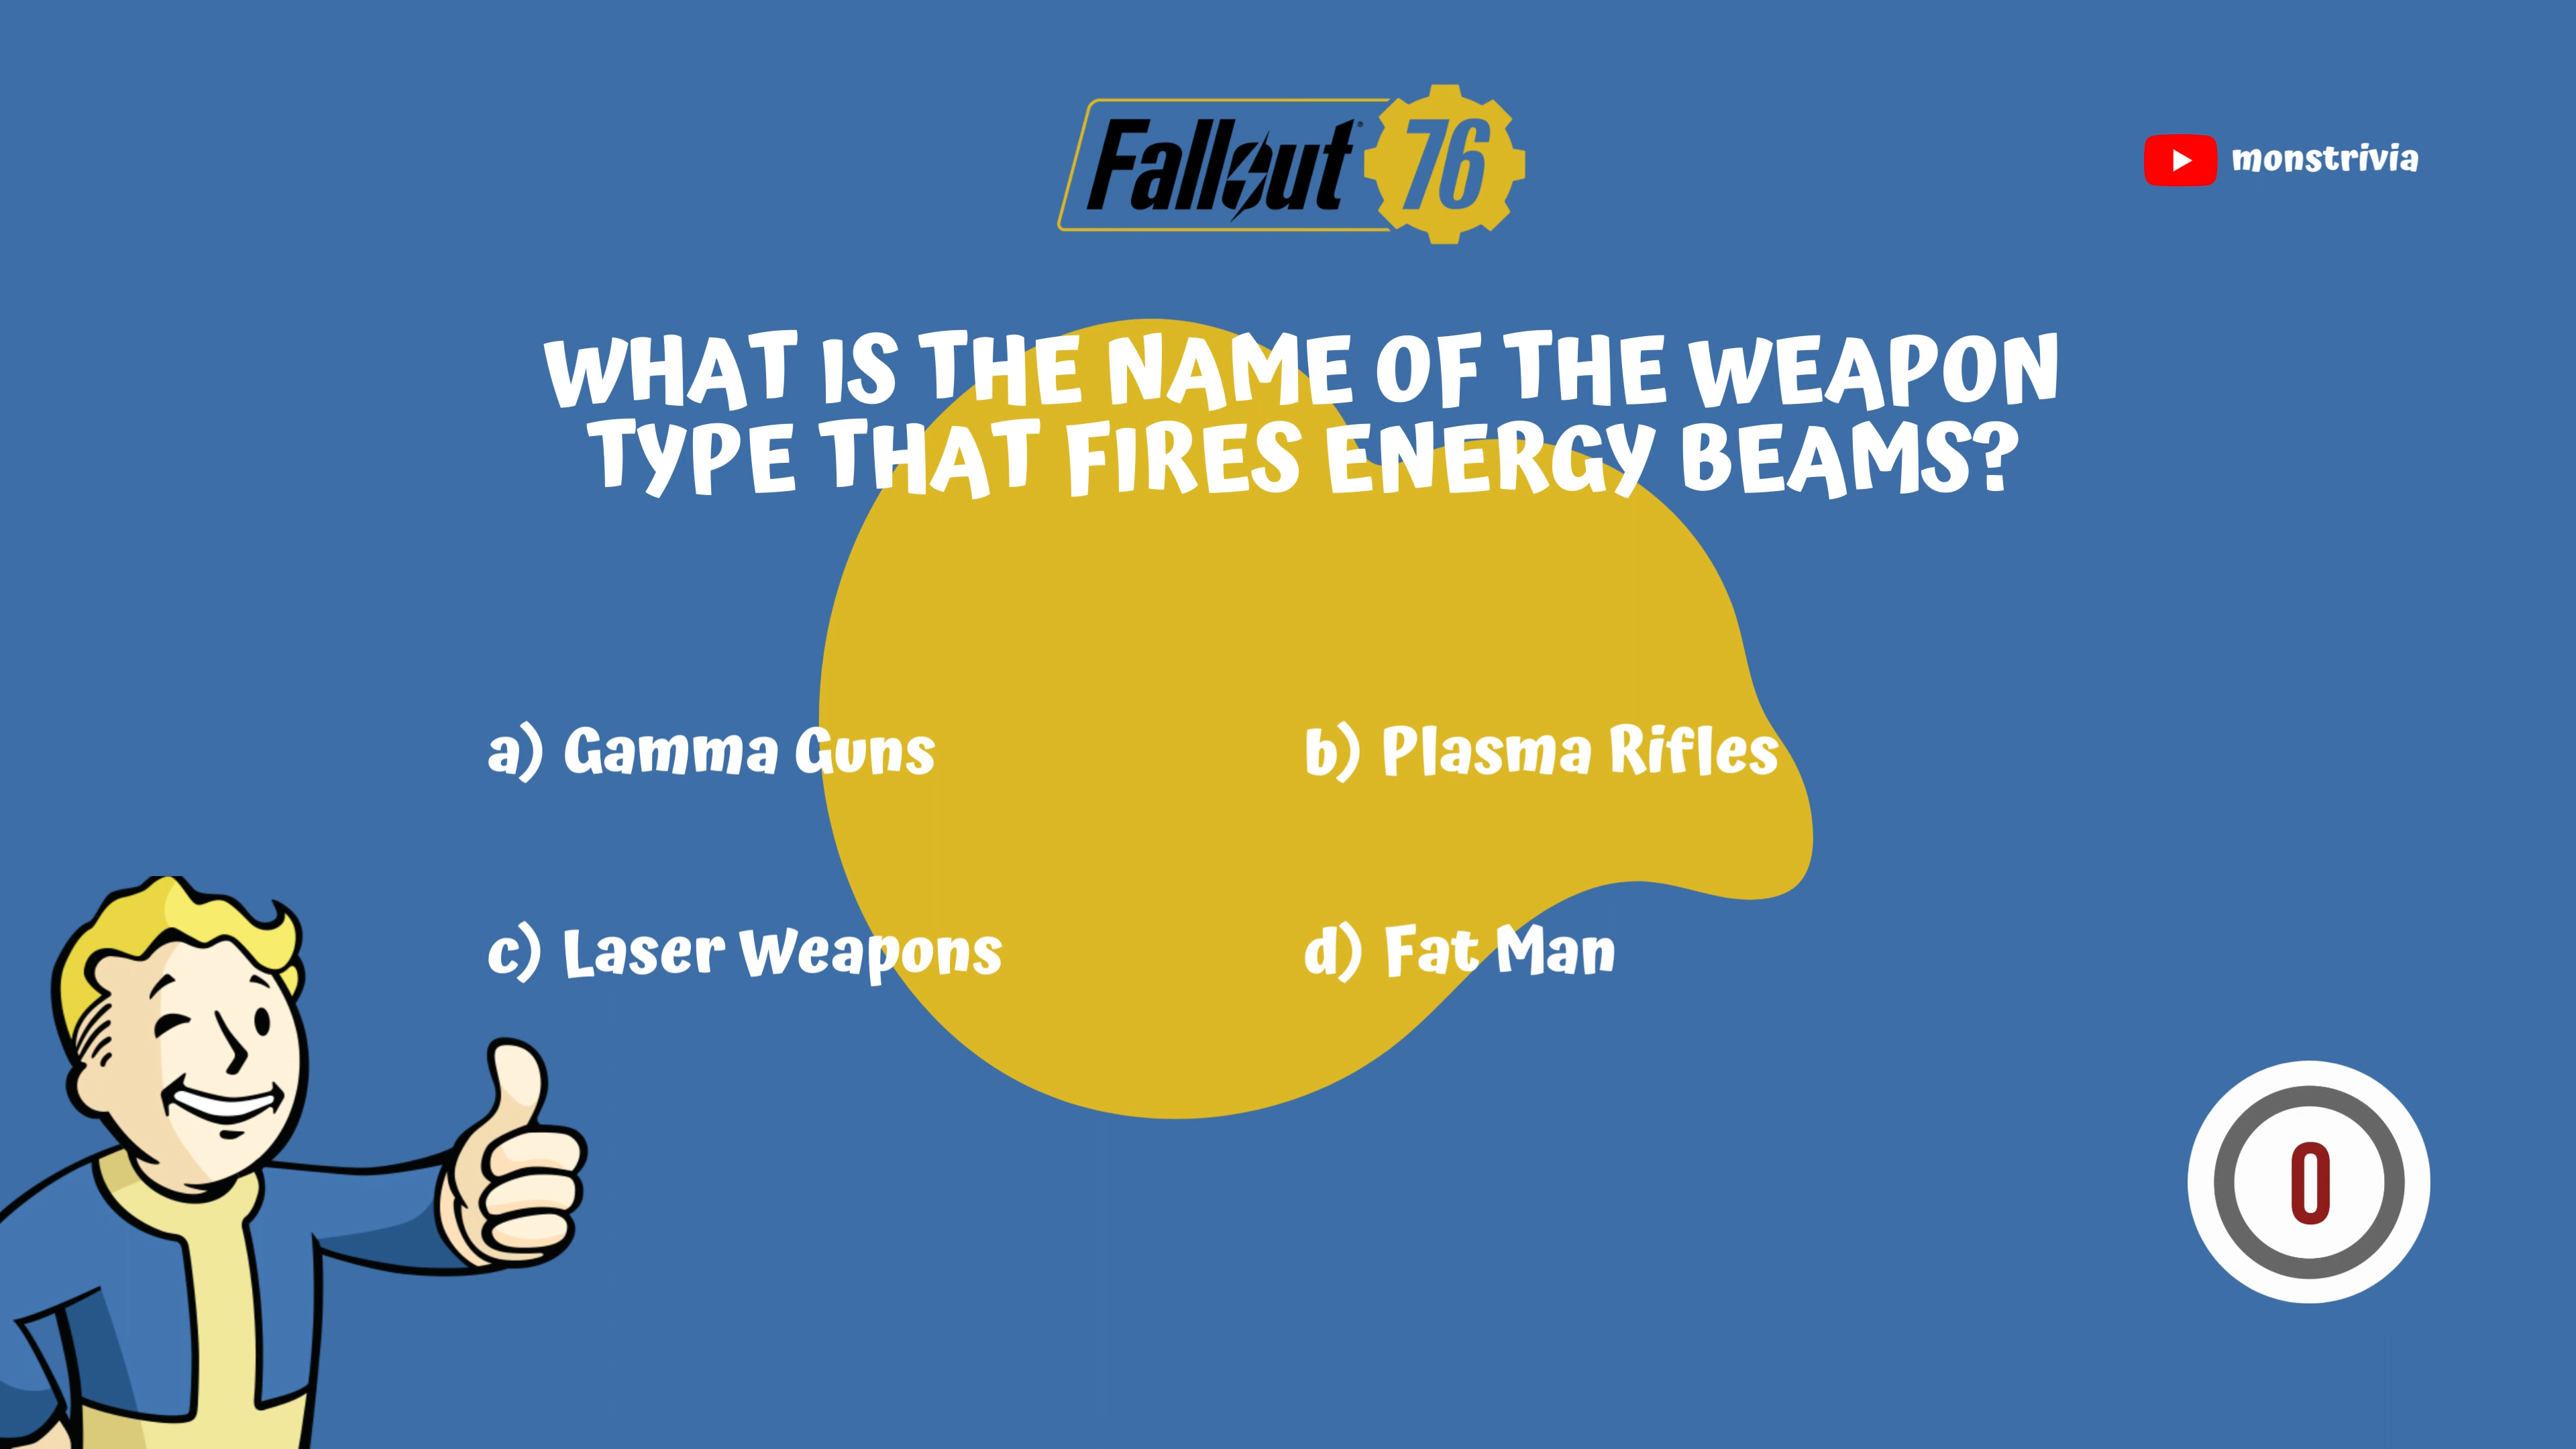 Fallout 76
monstrivia
WHAT IS THE NAME OF THE WEAPON
TYPE THAT FIRES ENERGY BEAMS?
a) Gamma Guns
b) Plasma Rifles
c) Laser Weapons
d) Fat Man
0